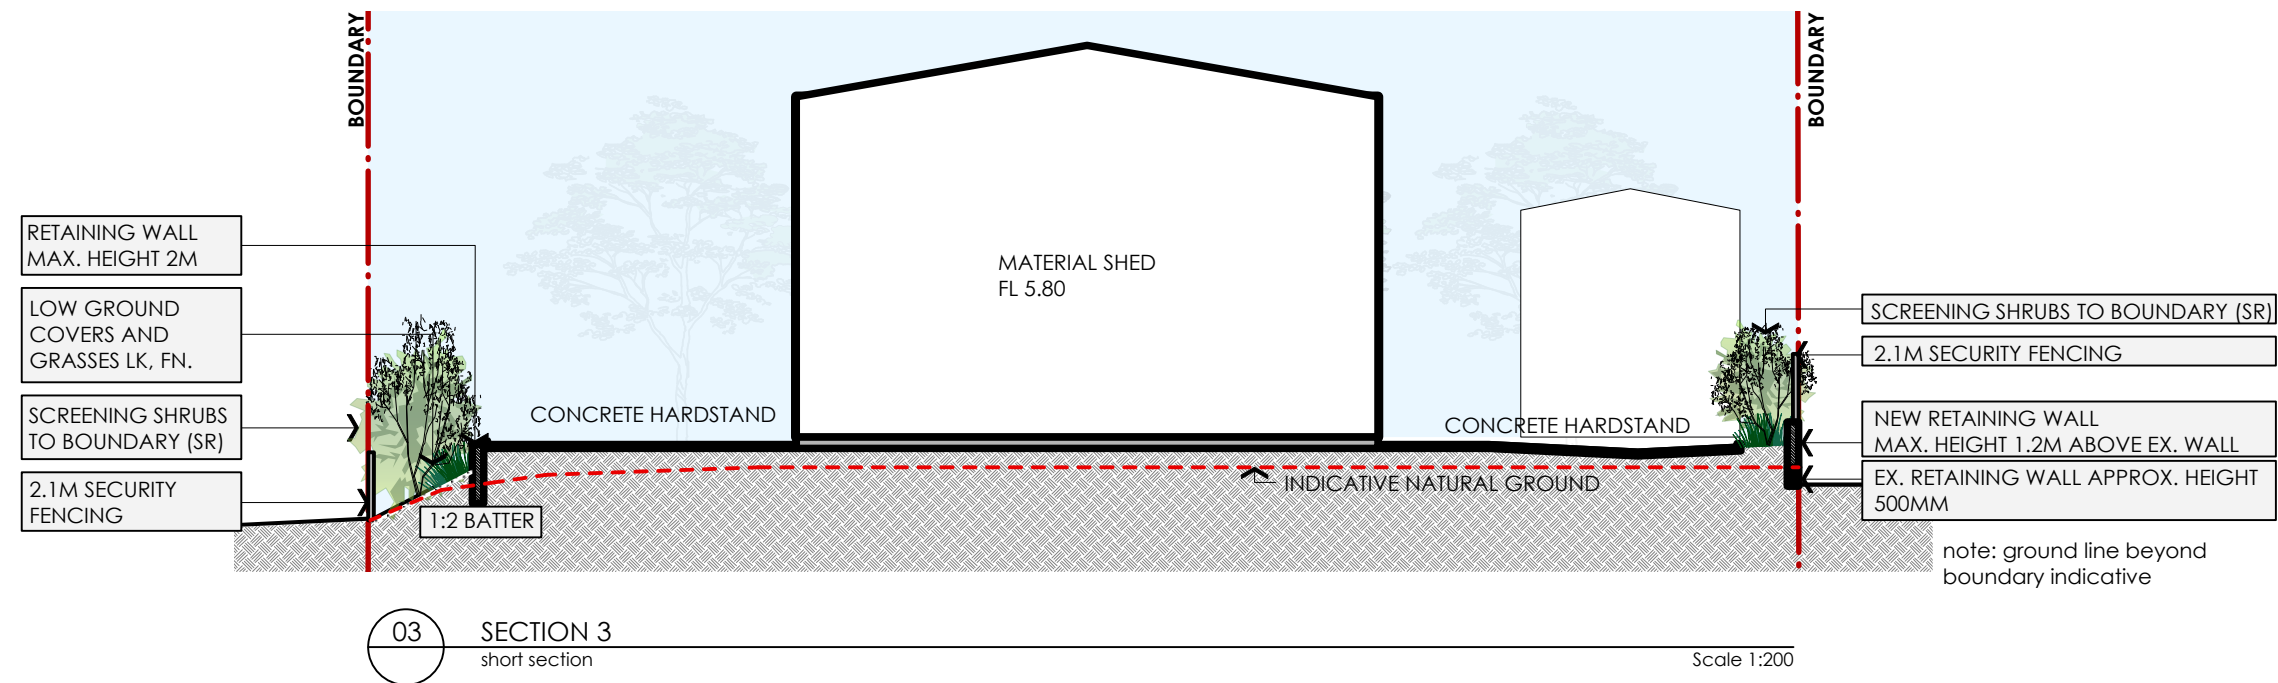 BOUNDARY
BOUNDARY
RETAINING WALL
MAX. HEIGHT 2M
LOW GROUND
COVERS AND
GRASSES LK, FN.
SCREENING SHRUBS
TO BOUNDARY (SR)
2.1M SECURITY
FENCING
1:2 BATTER
CONCRETE HARDSTAND
MATERIAL SHED
FL 5.80
CONCRETE HARDSTAND
INDICATIVE NATURAL GROUND
SCREENING SHRUBS TO BOUNDARY (SR)
2.1M SECURITY FENCING
NEW RETAINING WALL
MAX. HEIGHT 1.2M ABOVE EX. WALL
EX. RETAINING WALL APPROX. HEIGHT
500MM
note: ground line beyond
boundary indicative
03
SECTION 3
short section
Scale 1:200